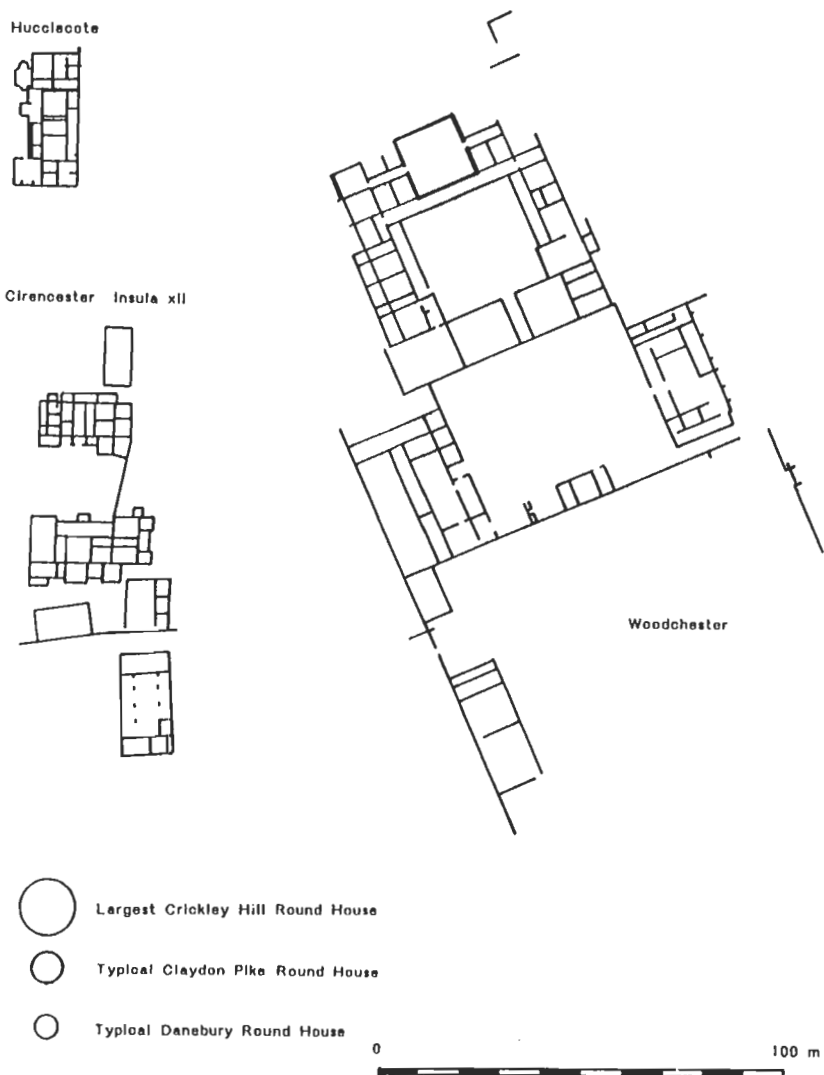 Hucclecote
Cirencester Insula xii
Woodchester
Largest Crickley Hill Round House
Typical Claydon Pike Round House
Typical Danebury Round House
0 100 m